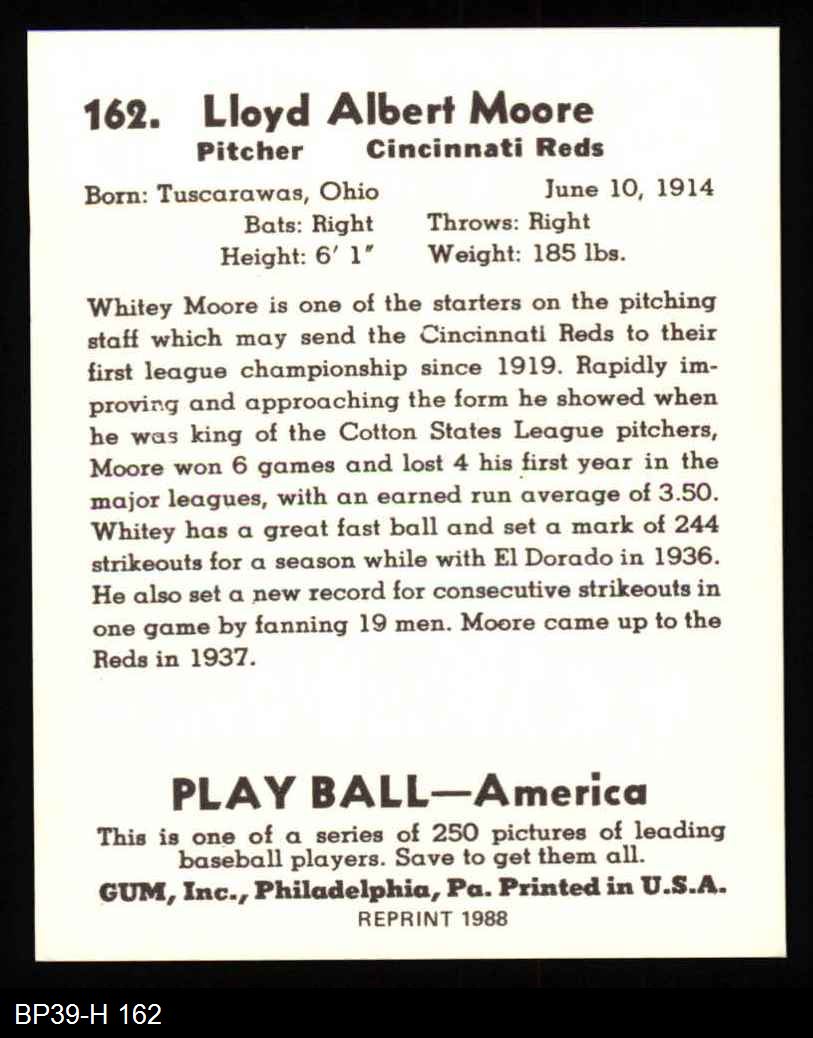 162. Lloyd Albert Moore
Pitcher Cincinnati Reds
Born: Tuscarawas, Ohio June 10, 1914
Bats: Right Throws: Right
Height: 6' 1" Weight: 185 lbs.
Whitey Moore is one of the starters on the pitching
staff which may send the Cincinnati Reds to their
first league championship since 1919. Rapidly im-
proving and approaching the form he showed when
he was king of the Cotton States League pitchers,
Moore won 6 games and lost 4 his first year in the
major leagues, with an earned run average of 3.50.
Whitey has a great fast ball and set a mark of 244
strikeouts for a season while with El Dorado in 1936.
He also set a new record for consecutive strikeouts in
one game by fanning 19 men. Moore came up to the
Reds in 1937.
PLAY BALL—America
This is one of a series of 250 pictures of leading
baseball players. Save to get them all.
GUM, Inc., Philadelphia, Pa. Printed in U.S.A.
REPRINT 1988
BP39-H 162